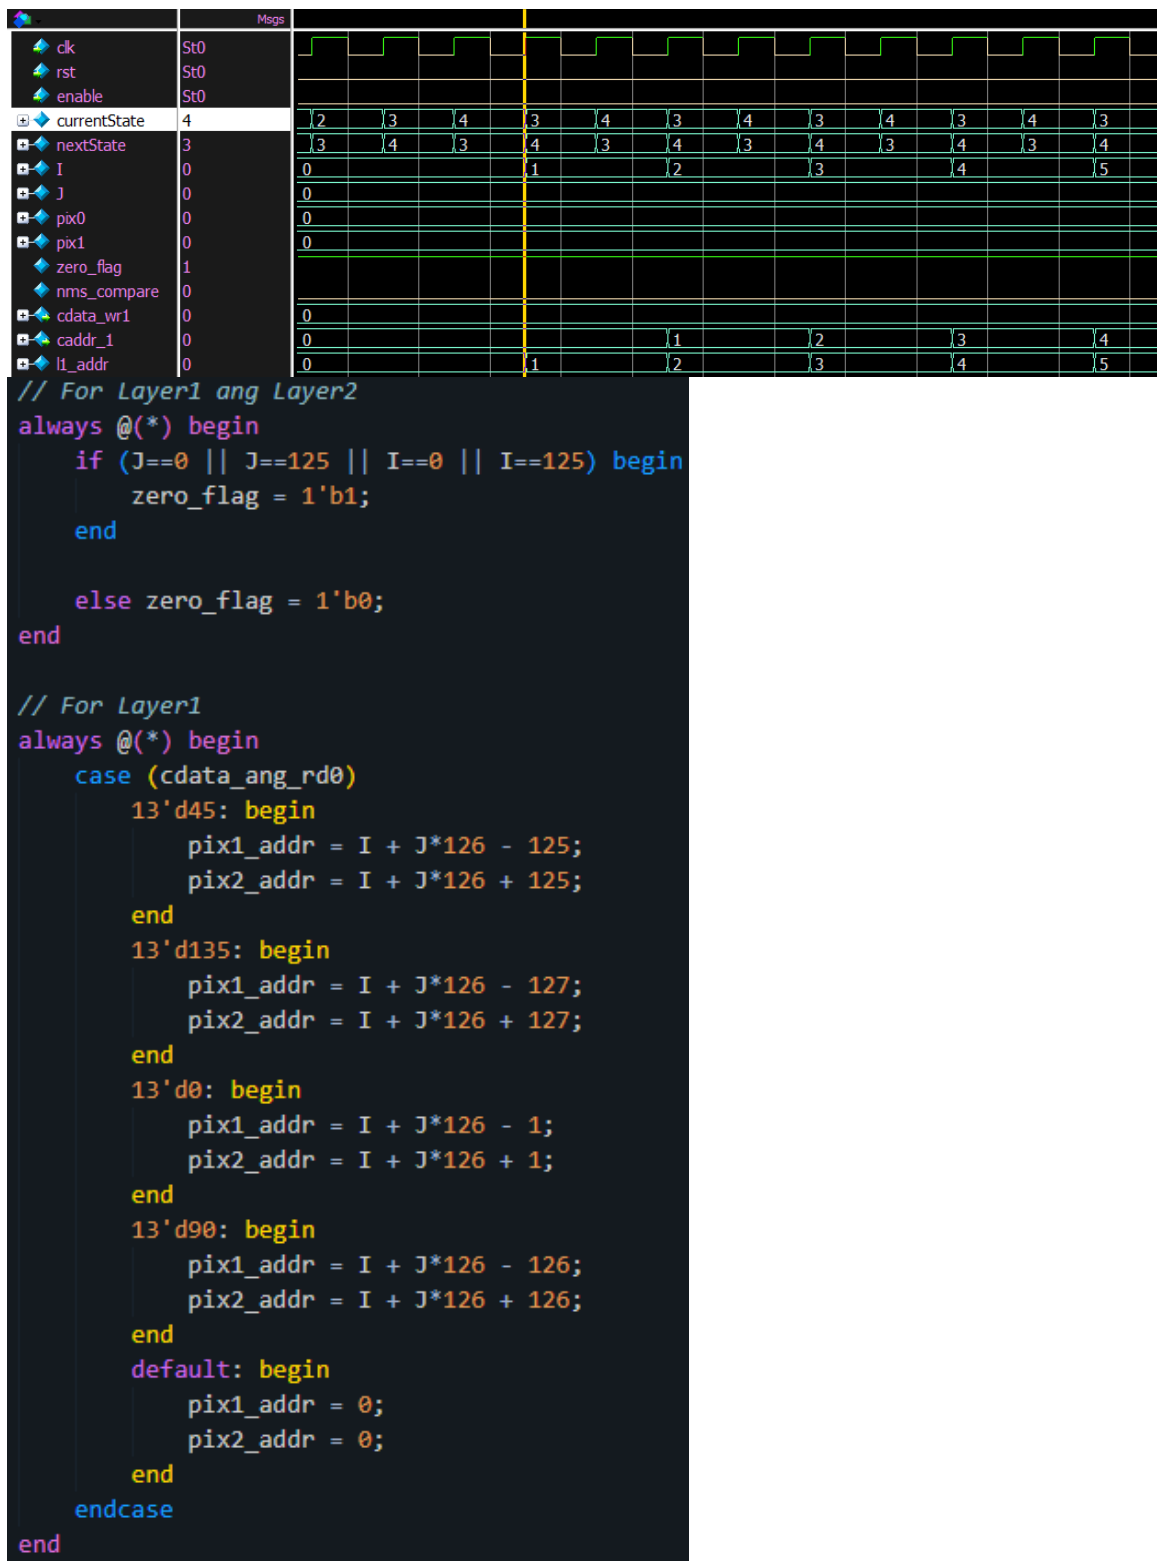 Msgs
clk St0
rst St0
enable St0
currentState 4 2 3 4 3 4 3 4 3 4 3 4 3
nextState 3 3 4 3 4 3 4 3 4 3 4 3 4
I 0 0 1 2 3 4 5
J 0 0
pix0 0 0
pix1 0 0
zero_flag 1
nms_compare 0
cdata_wr1 0 0
caddr_1 0 0 1 2 3 4
l1_addr 0 0 1 2 3 4 5
// For Layer1 ang Layer2
always @(*) begin
if (J==0 || J==125 || I==0 || I==125) begin
zero_flag = 1'b1;
end
else zero_flag = 1'b0;
end
// For Layer1
always @(*) begin
case (cdata_ang_rd0)
13'd45: begin
pix1_addr = I + J*126 - 125;
pix2_addr = I + J*126 + 125;
end
13'd135: begin
pix1_addr = I + J*126 - 127;
pix2_addr = I + J*126 + 127;
end
13'd0: begin
pix1_addr = I + J*126 - 1;
pix2_addr = I + J*126 + 1;
end
13'd90: begin
pix1_addr = I + J*126 - 126;
pix2_addr = I + J*126 + 126;
end
default: begin
pix1_addr = 0;
pix2_addr = 0;
end
endcase
end